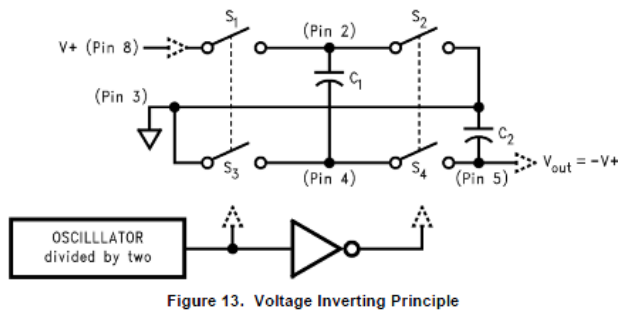 S1
(Pin 2)
S2
V+ (Pin 8)
C1
(Pin 3)
C2
S3
(Pin 4)
S4
(Pin 5)
Vout = -V+
OSCILLLATOR
divided by two
Figure 13. Voltage Inverting Principle